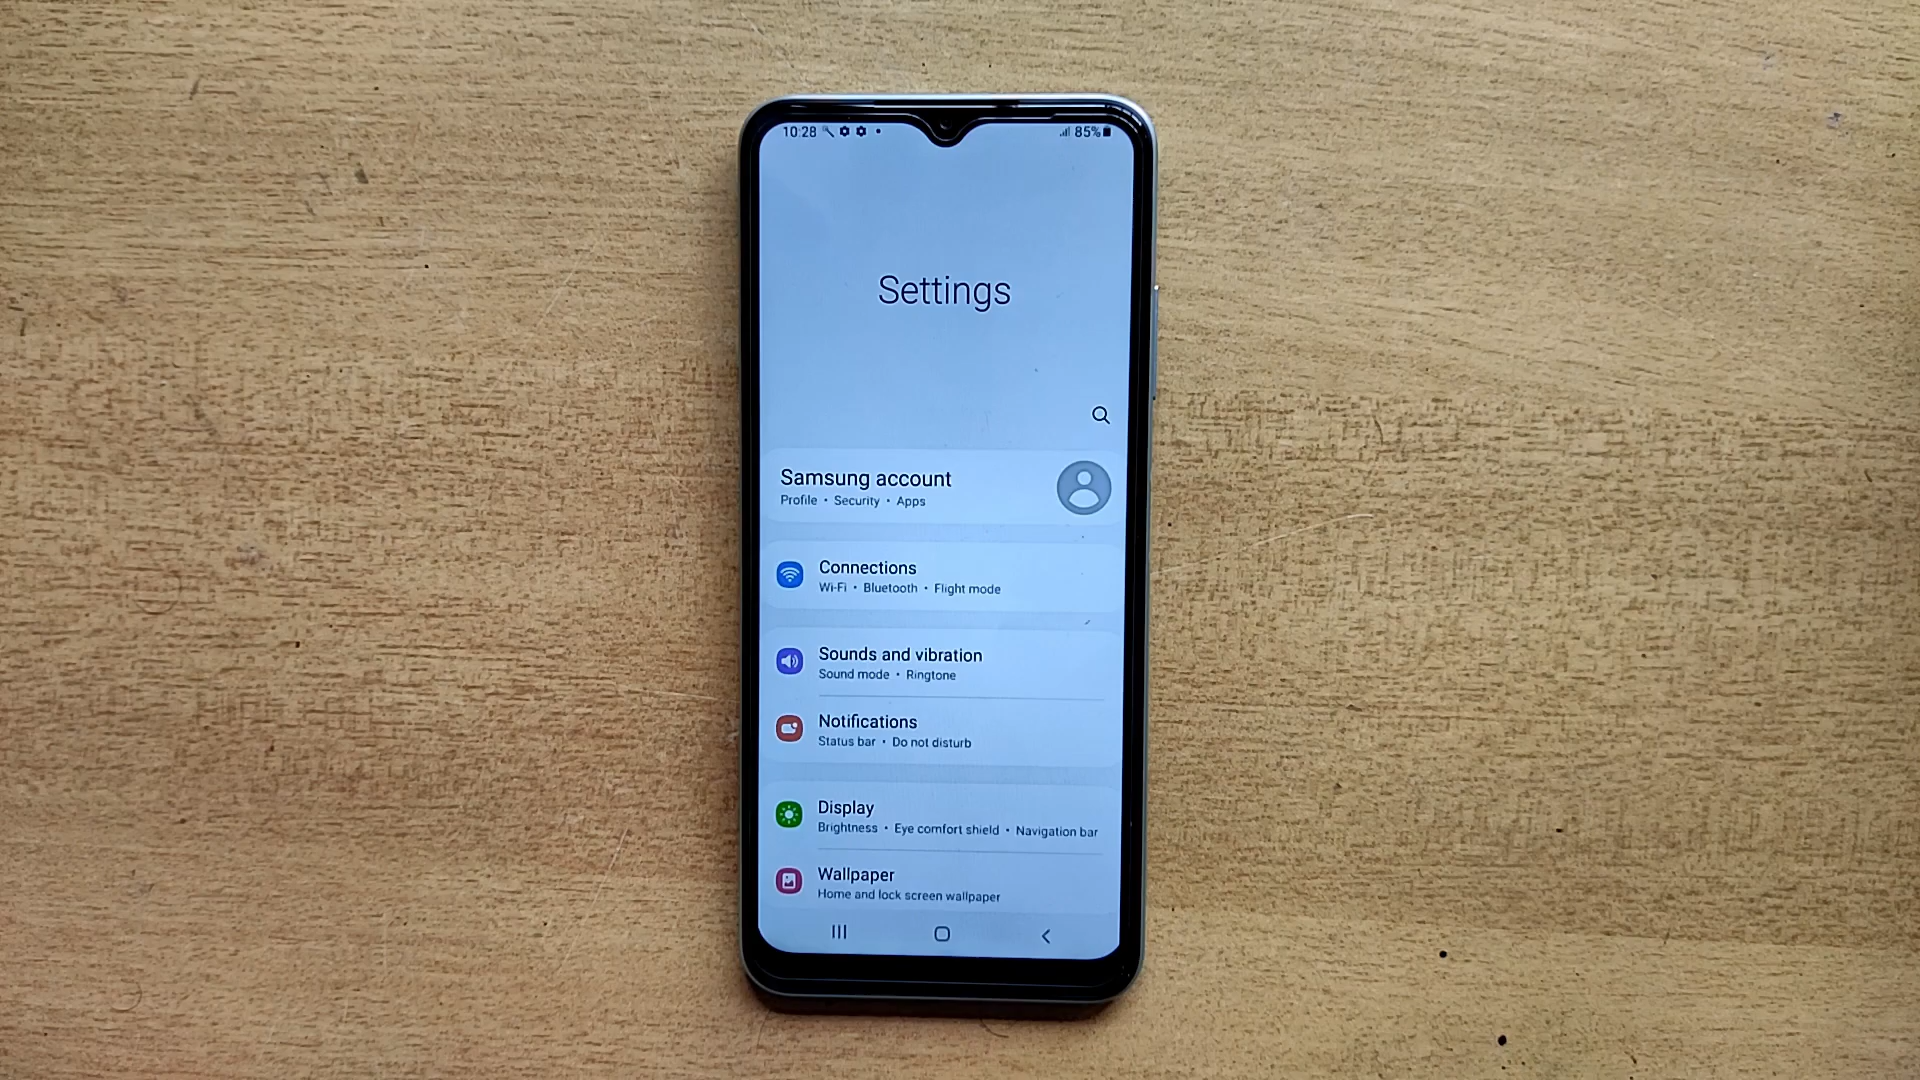 10:28 85%
Settings
Samsung account
Profile • Security • Apps
Connections
Wi-Fi • Bluetooth • Flight mode
Sounds and vibration
Sound mode • Ringtone
Notifications
Status bar • Do not disturb
Display
Brightness • Eye comfort shield • Navigation bar
Wallpaper
Home and lock screen wallpaper